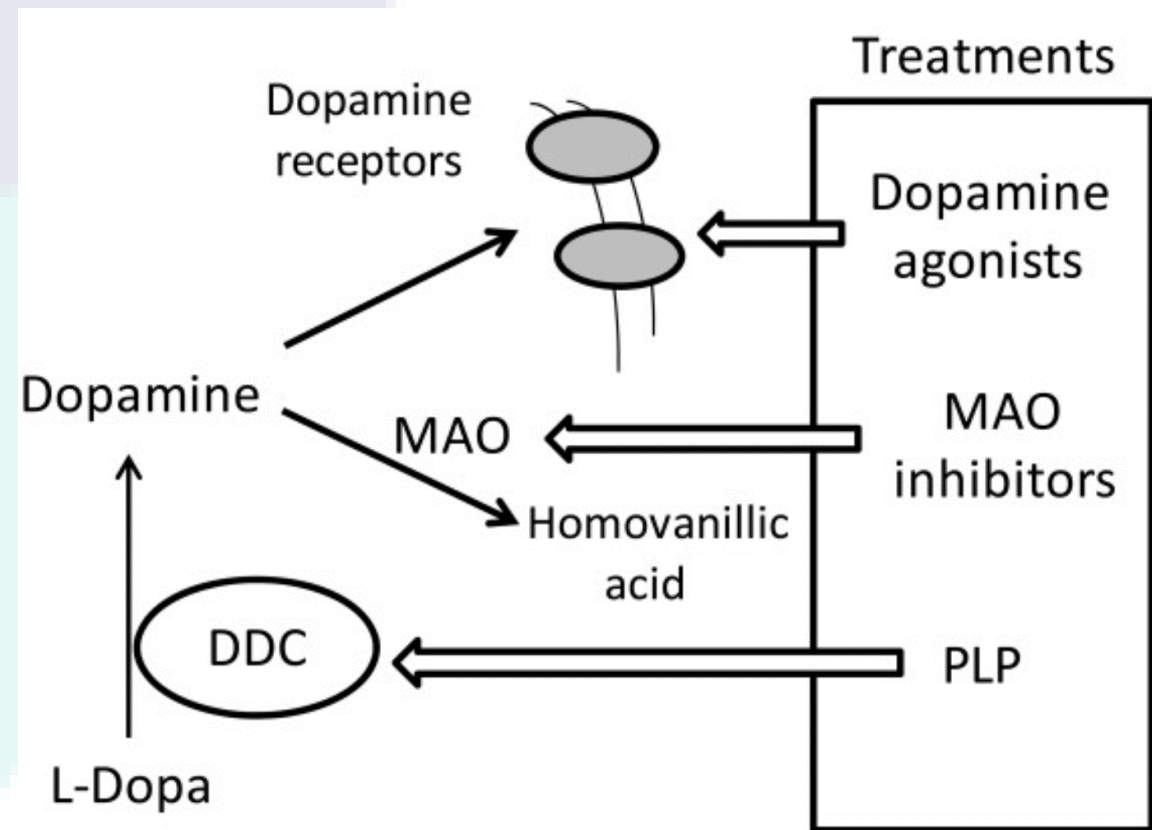 Treatments
Dopamine
receptors
Dopamine
agonists
Dopamine
MAO
MAO
inhibitors
Homovanillic
acid
DDC
PLP
L-Dopa